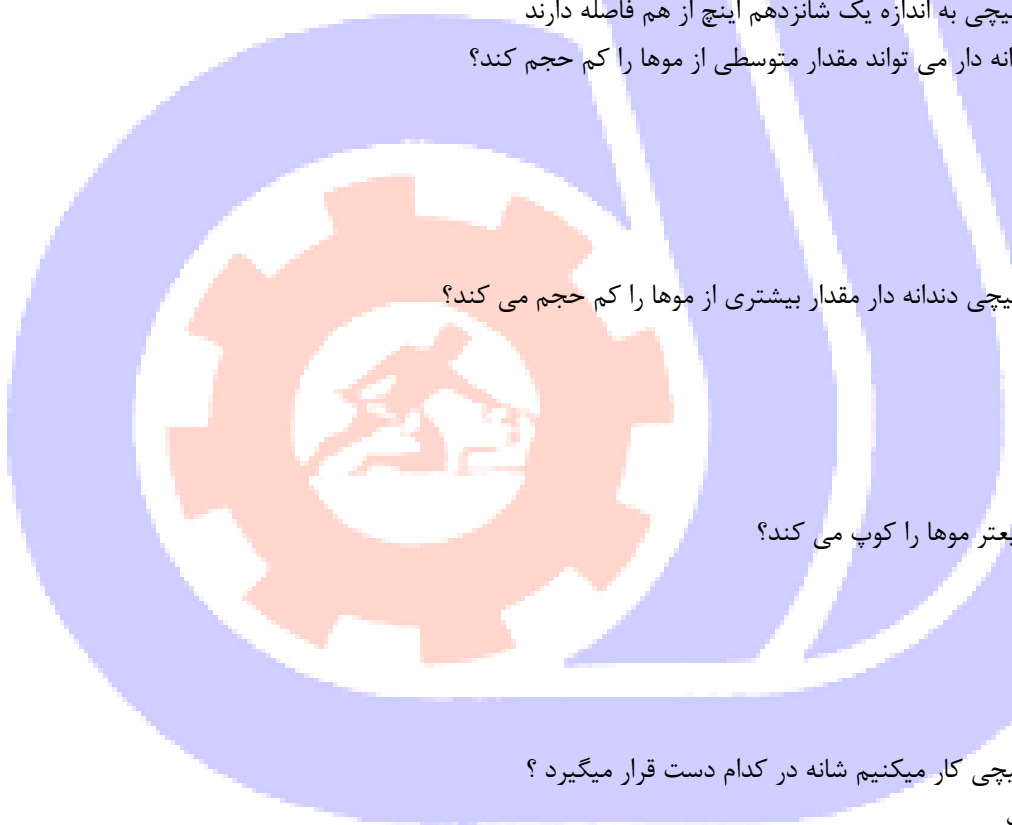 یچی به اندازه یک شانزدهم اینچ از هم فاصله دارند
انه دار می تواند مقدار متوسطی از موها را کم حجم کند؟
یچی دندانه دار مقدار بیشتری از موها را کم حجم می کند؟
موها را کوپ می کند؟
یچی کار میکنیم شانه در کدام دست قرار میگیرد ؟